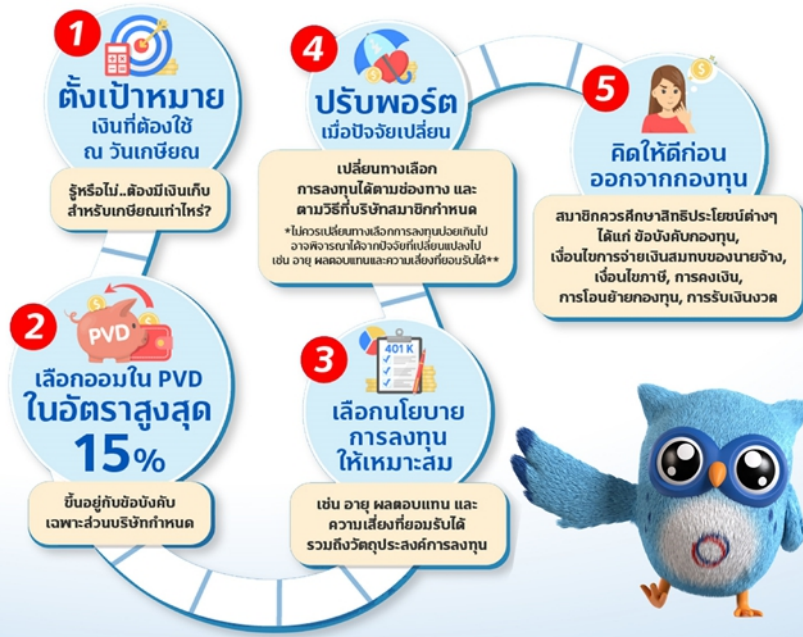 1
ตั้งเป้าหมาย
เงินที่ต้องใช้
ณ วันเกษียณ
รู้หรือไม่..ต้องมีเงินเก็บ
สำหรับเกษียณเท่าไหร่?
2
PVD
เลือกออมใน PVD
ในอัตราสูงสุด
15%
ขึ้นอยู่กับข้อบังคับ
เฉพาะส่วนบริษัทกำหนด
3
401 K
เลือกนโยบาย
การลงทุน
ให้เหมาะสม
เช่น อายุ ผลตอบแทน และ
ความเสี่ยงที่ยอมรับได้
รวมถึงวัตถุประสงค์การลงทุน
4
ปรับพอร์ต
เมื่อปัจจัยเปลี่ยน
เปลี่ยนทางเลือก
การลงทุนได้ตามช่องทาง และ
ตามวิธีที่บริษัทสมาชิกกำหนด
*ไม่ควรเปลี่ยนทางเลือกการลงทุนบ่อยเกินไป
อาจพิจารณาได้จากปัจจัยที่เปลี่ยนแปลงไป
เช่น อายุ ผลตอบแทนและความเสี่ยงที่ยอมรับได้**
5
คิดให้ดีก่อน
ออกจากกองทุน
สมาชิกควรศึกษาสิทธิประโยชน์ต่างๆ
ได้แก่ ข้อบังคับกองทุน,
เงื่อนไขการจ่ายเงินสมทบของนายจ้าง,
เงื่อนไขภาษี, การคงเงิน,
การโอนย้ายกองทุน, การรับเงินงวด